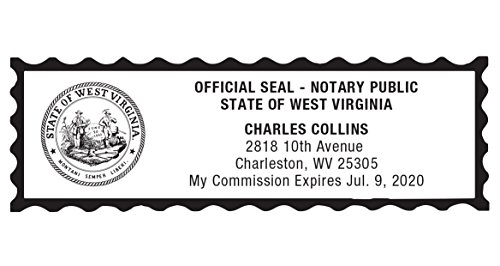 STATE OF WEST VIRGINIA
MONTANI SEMPER LIBERI
OFFICIAL SEAL - NOTARY PUBLIC
STATE OF WEST VIRGINIA
CHARLES COLLINS
2818 10th Avenue
Charleston, WV 25305
My Commission Expires Jul. 9, 2020